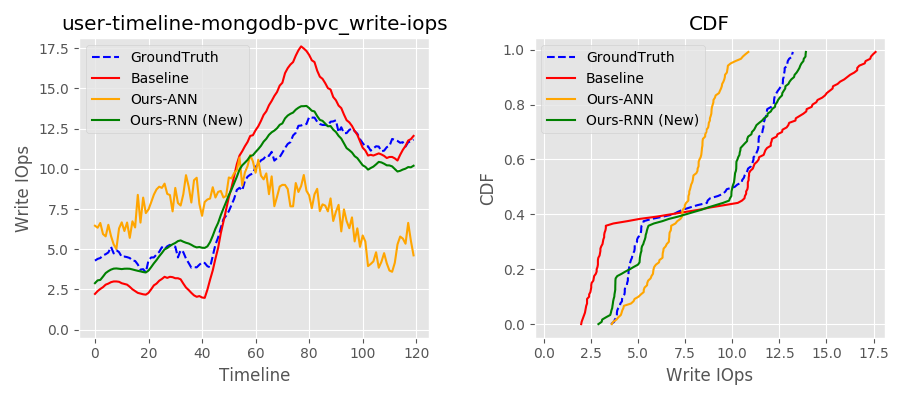 user-timeline-mongodb-pvc_write-iops
GroundTruth
Baseline
Ours-ANN
Ours-RNN (New)
17.5
15.0
12.5
10.0
7.5
5.0
2.5
0.0
Write IOps
0 20 40 60 80 100 120
Timeline
CDF
GroundTruth
Baseline
Ours-ANN
Ours-RNN (New)
1.0
0.8
0.6
0.4
0.2
0.0
CDF
0.0 2.5 5.0 7.5 10.0 12.5 15.0 17.5
Write IOps